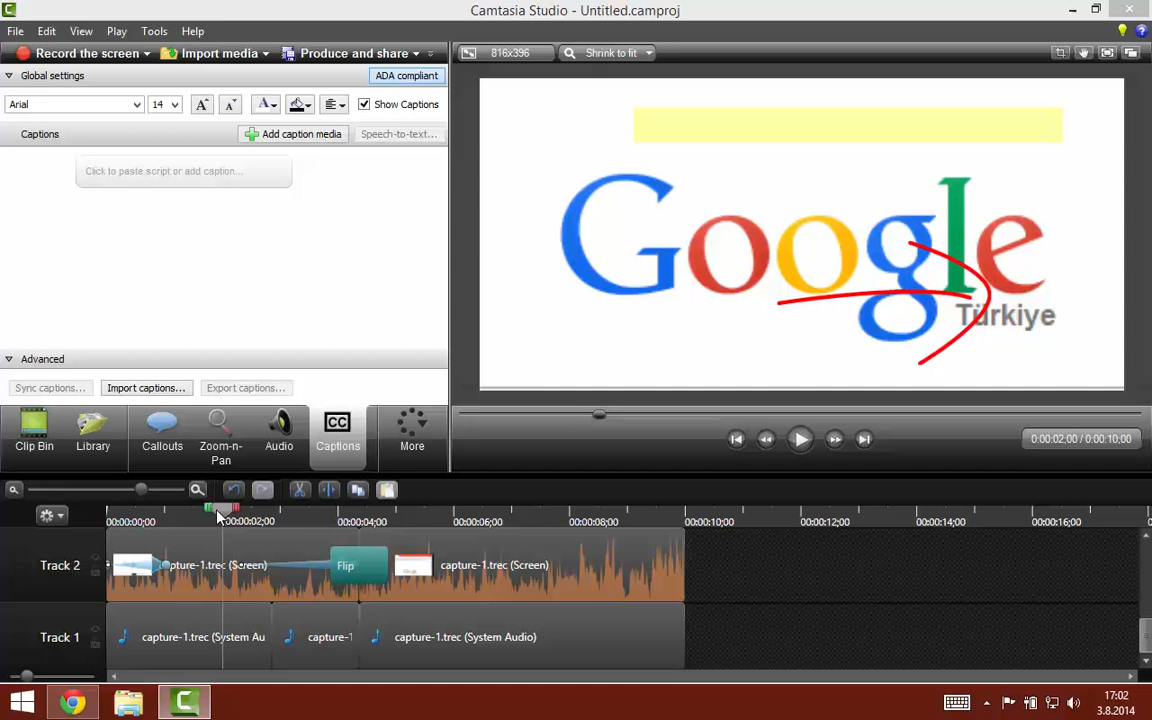 Camtasia Studio - Untitled.camproj
File Edit View Play Tools Help
Record the screen Import media Produce and share
816x396 Shrink to fit
Global settings ADA compliant
Arial 14 A A A Show Captions
Captions Add caption media Speech-to-text...
Click to paste script or add caption...
Google
Türkiye
Advanced
Sync captions... Import captions... Export captions...
CC
Clip Bin Library Callouts Zoom-n-Pan Audio Captions More
0:00:02;00 / 0:00:10;00
00:00:00;00 00:00:02;00 00:00:04;00 00:00:06;00 00:00:08;00 00:00:10;00 00:00:12;00 00:00:14;00 00:00:16;00
Track 2 pture-1.trec (Screen) Flip capture-1.trec (Screen)
Track 1 capture-1.trec (System Au capture-1 capture-1.trec (System Audio)
17:02
3.8.2014